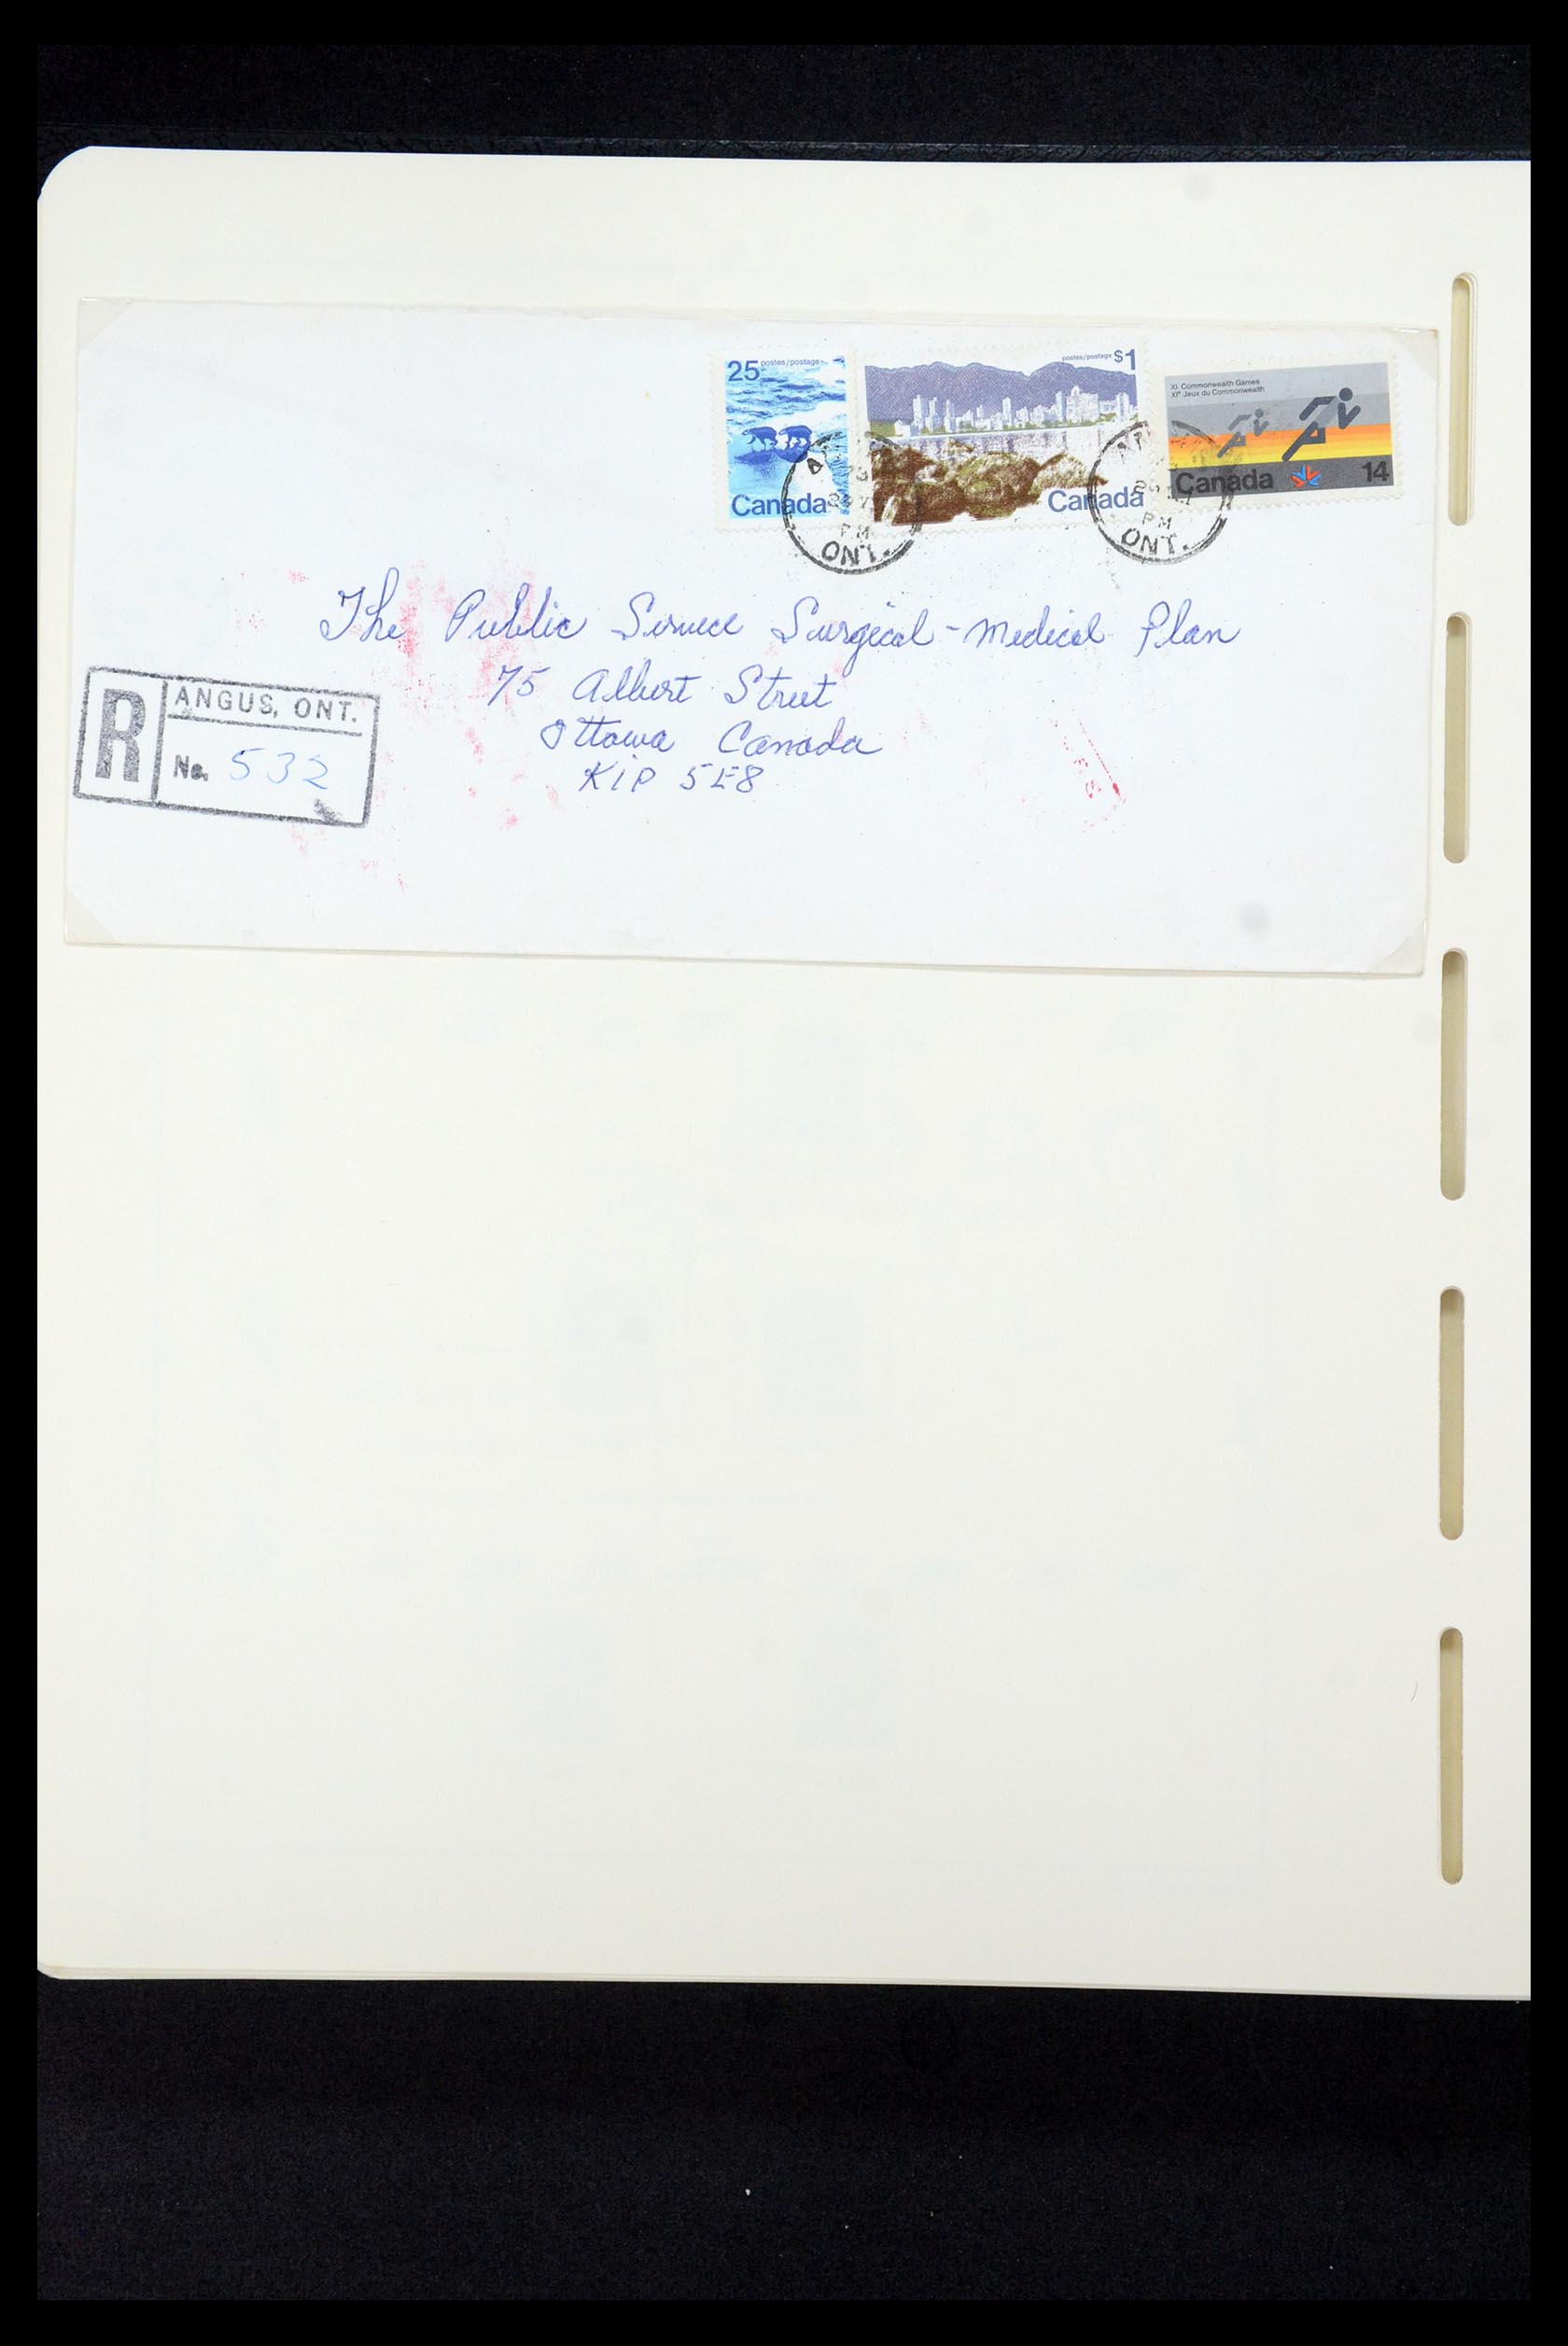 25 postes/postage
Canada
postes/postage $1
Canada
XI Commonwealth Games
XIe Jeux du Commonwealth
Canada 14
PM
ONT.
PM
ONT.
The Public Service Surgical-Medical Plan
75 Albert Street
Ottawa Canada
K1P 5E8
R
ANGUS, ONT.
No. 532